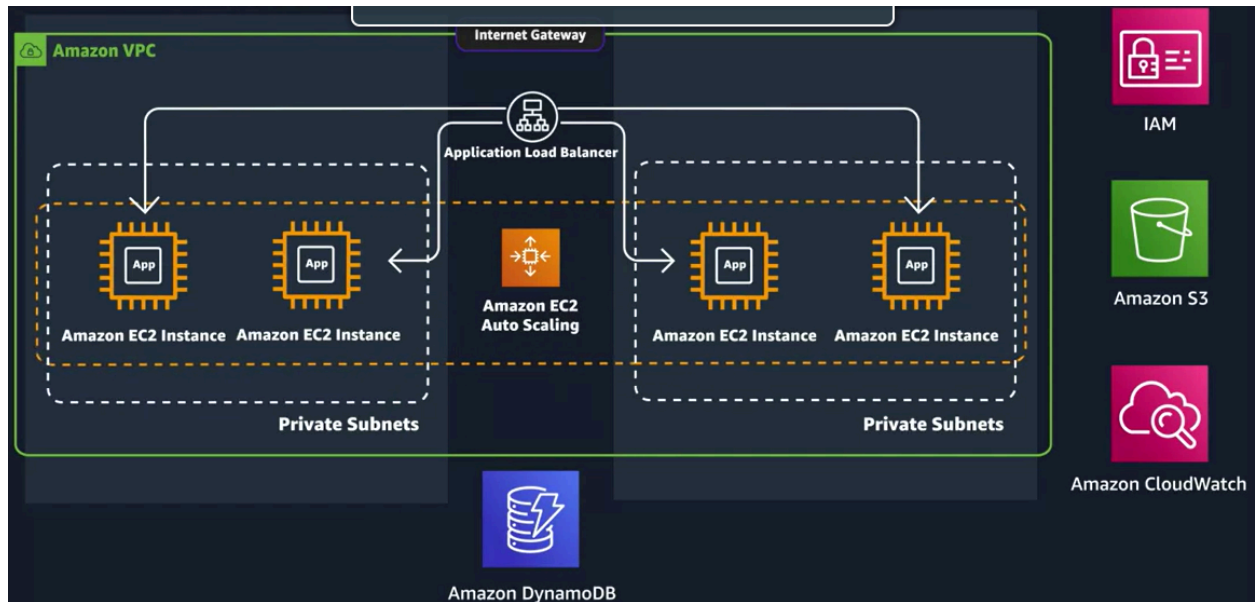 Internet Gateway
Amazon VPC
Application Load Balancer
IAM
App
App
App
App
Amazon EC2 Instance
Amazon EC2 Instance
Amazon EC2
Auto Scaling
Amazon EC2 Instance
Amazon EC2 Instance
Amazon S3
Private Subnets
Private Subnets
Amazon CloudWatch
Amazon DynamoDB